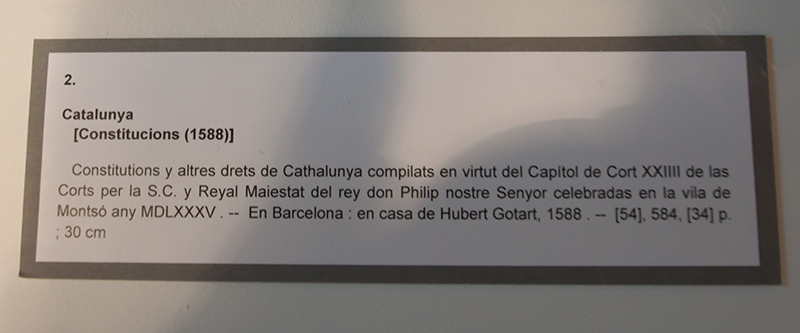 2.
Catalunya
[Constitucions (1588)]
Constitutions y altres drets de Cathalunya compilats en virtut del Capítol de Cort XXIIII de las
Corts per la S.C. y Reyal Maiestat del rey don Philip nostre Senyor celebradas en la vila de
Montsó any MDLXXXV . -- En Barcelona : en casa de Hubert Gotart, 1588 . -- [54], 584, [34] p.
; 30 cm